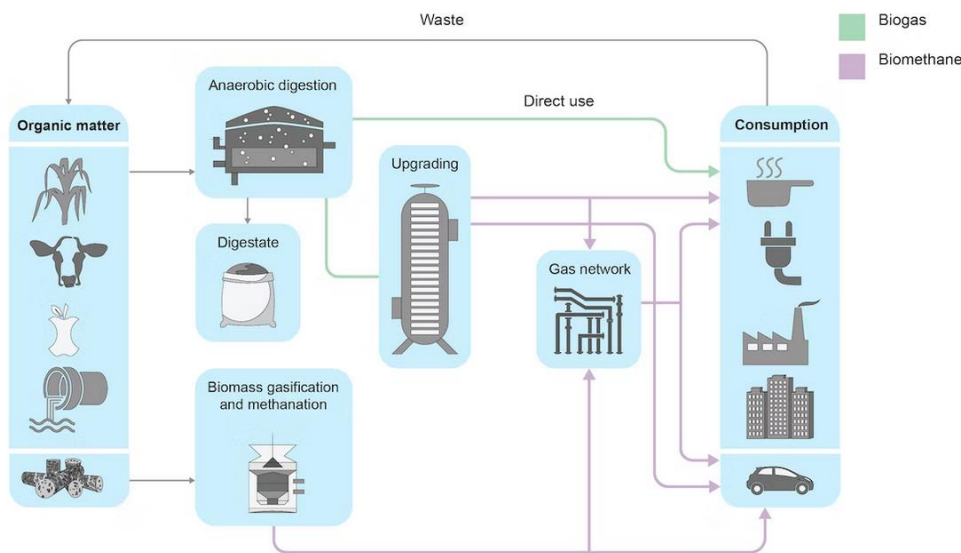 Waste
Biogas
Biomethane
Anaerobic digestion
Direct use
Organic matter
Consumption
Upgrading
Digestate
Gas network
Biomass gasification
and methanation